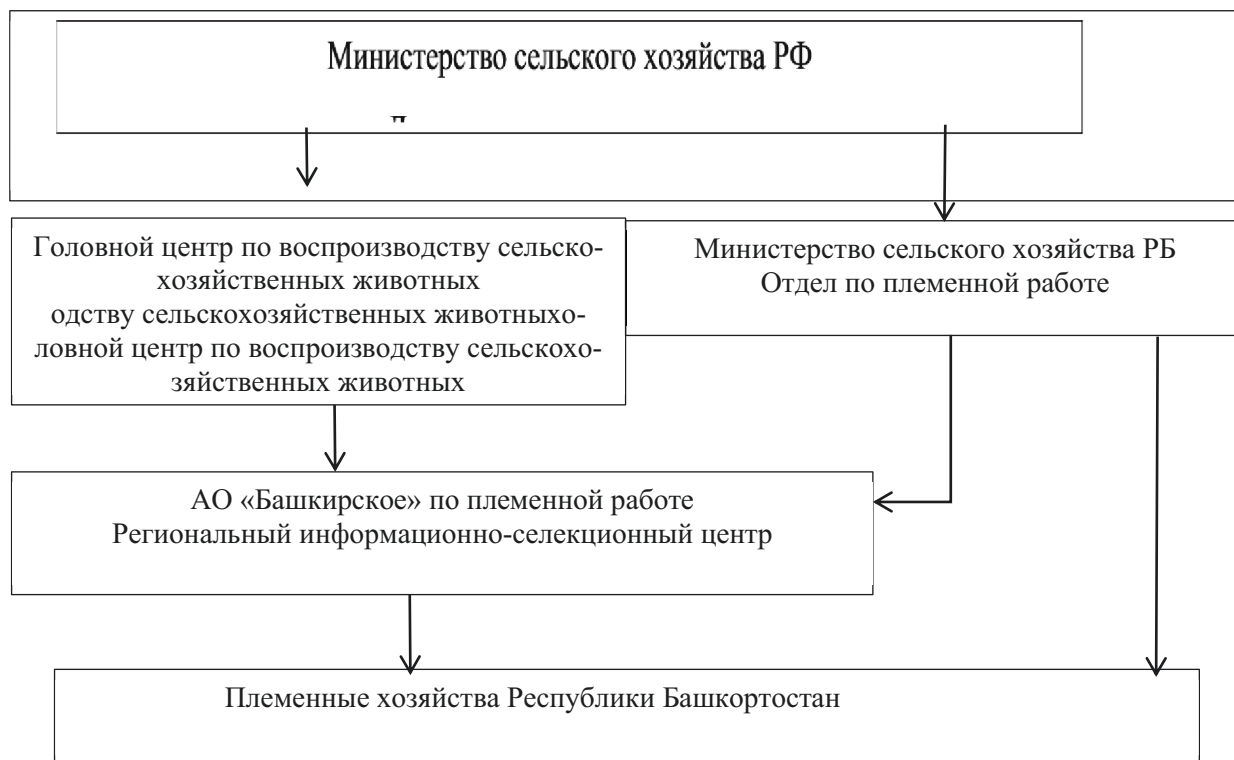 Министерство сельского хозяйства РФ
Головной центр по воспроизводству сельско-
хозяйственных животных
одству сельскохозяйственных животныхо-
ловной центр по воспроизводству сельскохо-
зяйственных животных
Министерство сельского хозяйства РБ
Отдел по племенной работе
АО «Башкирское» по племенной работе
Региональный информационно-селекционный центр
Племенные хозяйства Республики Башкортостан